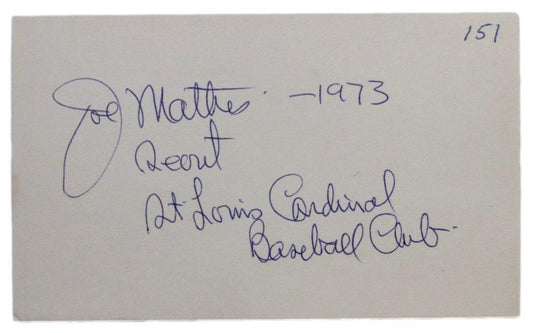 151
Joe Mathes - 1973
Scout
St. Louis Cardinal
Baseball Club.